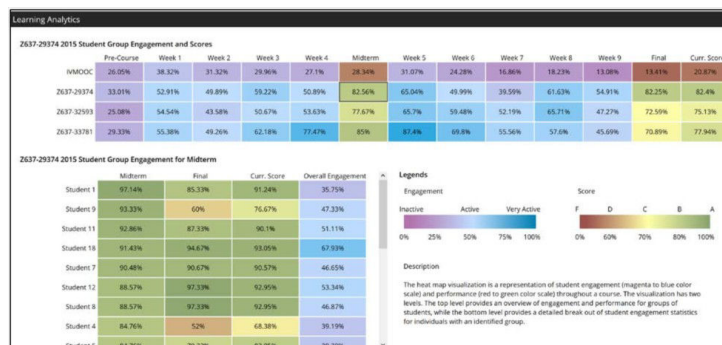 Learning Analytics
Z637-29374 2015 Student Group Engagement and Scores
Pre-Course Week 1 Week 2 Week 3 Week 4 Midterm Week 5 Week 6 Week 7 Week 8 Week 9 Final Curr. Score
IVMOOC 26.05% 38.32% 31.32% 29.96% 27.1% 28.34% 31.07% 24.28% 16.86% 18.23% 13.08% 13.41% 20.87%
Z637-29374 33.01% 52.91% 49.89% 59.22% 50.89% 82.56% 65.04% 49.99% 39.59% 61.63% 54.91% 82.25% 82.4%
Z637-32593 25.08% 54.54% 43.58% 50.67% 53.63% 77.67% 65.7% 59.48% 52.19% 65.71% 47.27% 72.59% 75.13%
Z637-33781 29.33% 55.38% 49.26% 62.18% 77.47% 85% 87.4% 69.8% 55.56% 57.6% 45.69% 70.89% 77.94%
Z637-29374 2015 Student Group Engagement for Midterm
Midterm Final Curr. Score Overall Engagement
Student 1 97.14% 85.33% 91.24% 35.75%
Student 9 93.33% 60% 76.67% 47.33%
Student 11 92.86% 87.33% 90.1% 51.11%
Student 18 91.43% 94.67% 93.05% 67.93%
Student 7 90.48% 90.67% 90.57% 46.65%
Student 12 88.57% 97.33% 92.95% 53.34%
Student 8 88.57% 97.33% 92.95% 46.87%
Student 4 84.76% 52% 68.38% 39.19%
Legends
Engagement Score
Inactive Active Very Active F D C B A
0% 25% 50% 75% 100% 0% 60% 70% 80% 100%
Description
The heat map visualization is a representation of student engagement (magenta to blue color
scale) and performance (red to green color scale) throughout a course. The visualization has two
levels. The top level provides an overview of engagement and performance for groups of
students, while the bottom level provides a detailed break out of student engagement statistics
for individuals with an identified group.